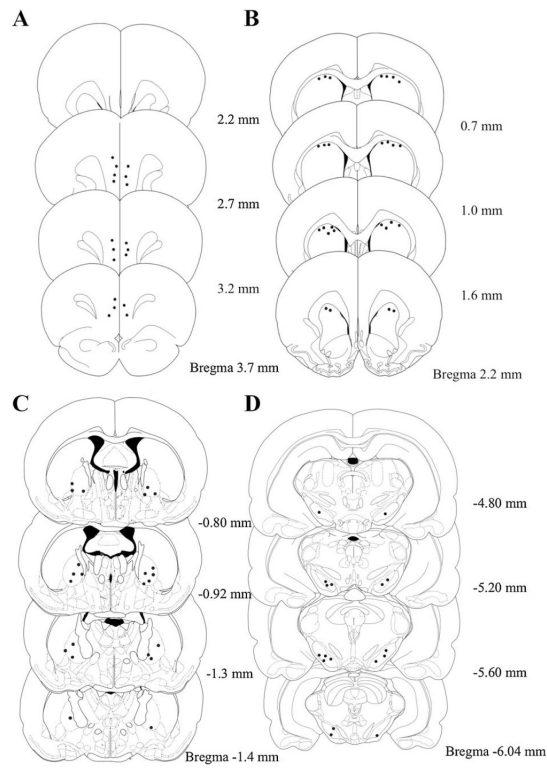 A
2.2 mm
2.7 mm
3.2 mm
Bregma 3.7 mm
B
0.7 mm
1.0 mm
1.6 mm
Bregma 2.2 mm
C
-0.80 mm
-0.92 mm
-1.3 mm
Bregma -1.4 mm
D
-4.80 mm
-5.20 mm
-5.60 mm
Bregma -6.04 mm